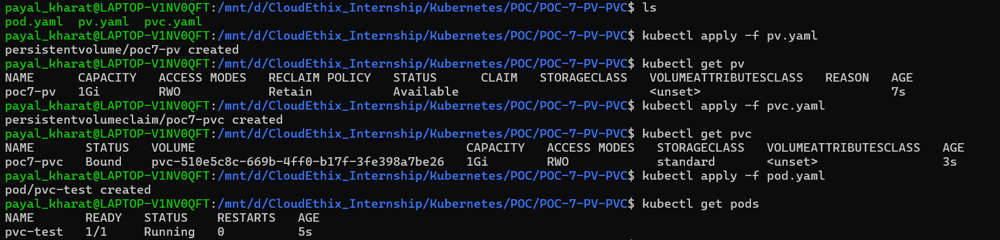 payal_kharat@LAPTOP-V1NV0QFT:/mnt/d/CloudEthix_Internship/Kubernetes/POC/POC-7-PV-PVC$ ls
pod.yaml  pv.yaml  pvc.yaml
payal_kharat@LAPTOP-V1NV0QFT:/mnt/d/CloudEthix_Internship/Kubernetes/POC/POC-7-PV-PVC$ kubectl apply -f pv.yaml
persistentvolume/poc7-pv created
payal_kharat@LAPTOP-V1NV0QFT:/mnt/d/CloudEthix_Internship/Kubernetes/POC/POC-7-PV-PVC$ kubectl get pv
NAME      CAPACITY   ACCESS MODES   RECLAIM POLICY   STATUS      CLAIM   STORAGECLASS   VOLUMEATTRIBUTESCLASS   REASON   AGE
poc7-pv   1Gi        RWO            Retain           Available                          <unset>                          7s
payal_kharat@LAPTOP-V1NV0QFT:/mnt/d/CloudEthix_Internship/Kubernetes/POC/POC-7-PV-PVC$ kubectl apply -f pvc.yaml
persistentvolumeclaim/poc7-pvc created
payal_kharat@LAPTOP-V1NV0QFT:/mnt/d/CloudEthix_Internship/Kubernetes/POC/POC-7-PV-PVC$ kubectl get pvc
NAME       STATUS   VOLUME                                     CAPACITY   ACCESS MODES   STORAGECLASS   VOLUMEATTRIBUTESCLASS   AGE
poc7-pvc   Bound    pvc-510e5c8c-669b-4ff0-b17f-3fe398a7be26   1Gi        RWO            standard       <unset>                 3s
payal_kharat@LAPTOP-V1NV0QFT:/mnt/d/CloudEthix_Internship/Kubernetes/POC/POC-7-PV-PVC$ kubectl apply -f pod.yaml
pod/pvc-test created
payal_kharat@LAPTOP-V1NV0QFT:/mnt/d/CloudEthix_Internship/Kubernetes/POC/POC-7-PV-PVC$ kubectl get pods
NAME       READY   STATUS    RESTARTS   AGE
pvc-test   1/1     Running   0          5s